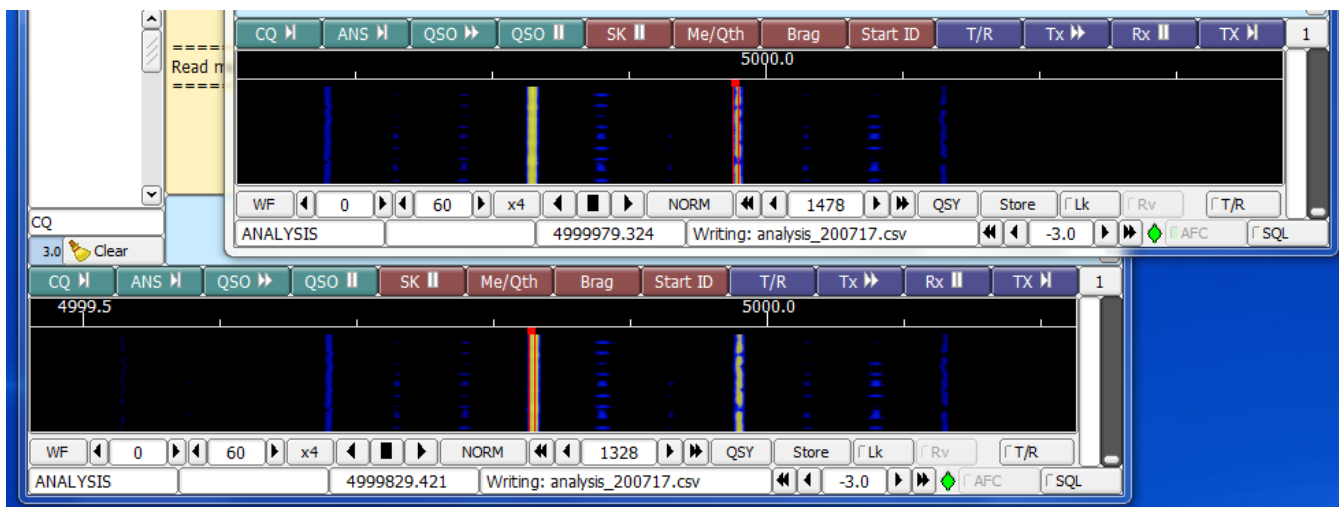 CQ ANS QSO QSO SK Me/Qth Brag Start ID T/R Tx Rx TX 1
=====
Read m
=====
5000.0
WF 0 60 x4 NORM 1478 QSY Store Lk Rv T/R
ANALYSIS 4999979.324 Writing: analysis_200717.csv -3.0 AFC SQL
CQ
3.0 Clear
CQ ANS QSO QSO SK Me/Qth Brag Start ID T/R Tx Rx TX 1
4999.5 5000.0
WF 0 60 x4 NORM 1328 QSY Store Lk Rv T/R
ANALYSIS 4999829.421 Writing: analysis_200717.csv -3.0 AFC SQL